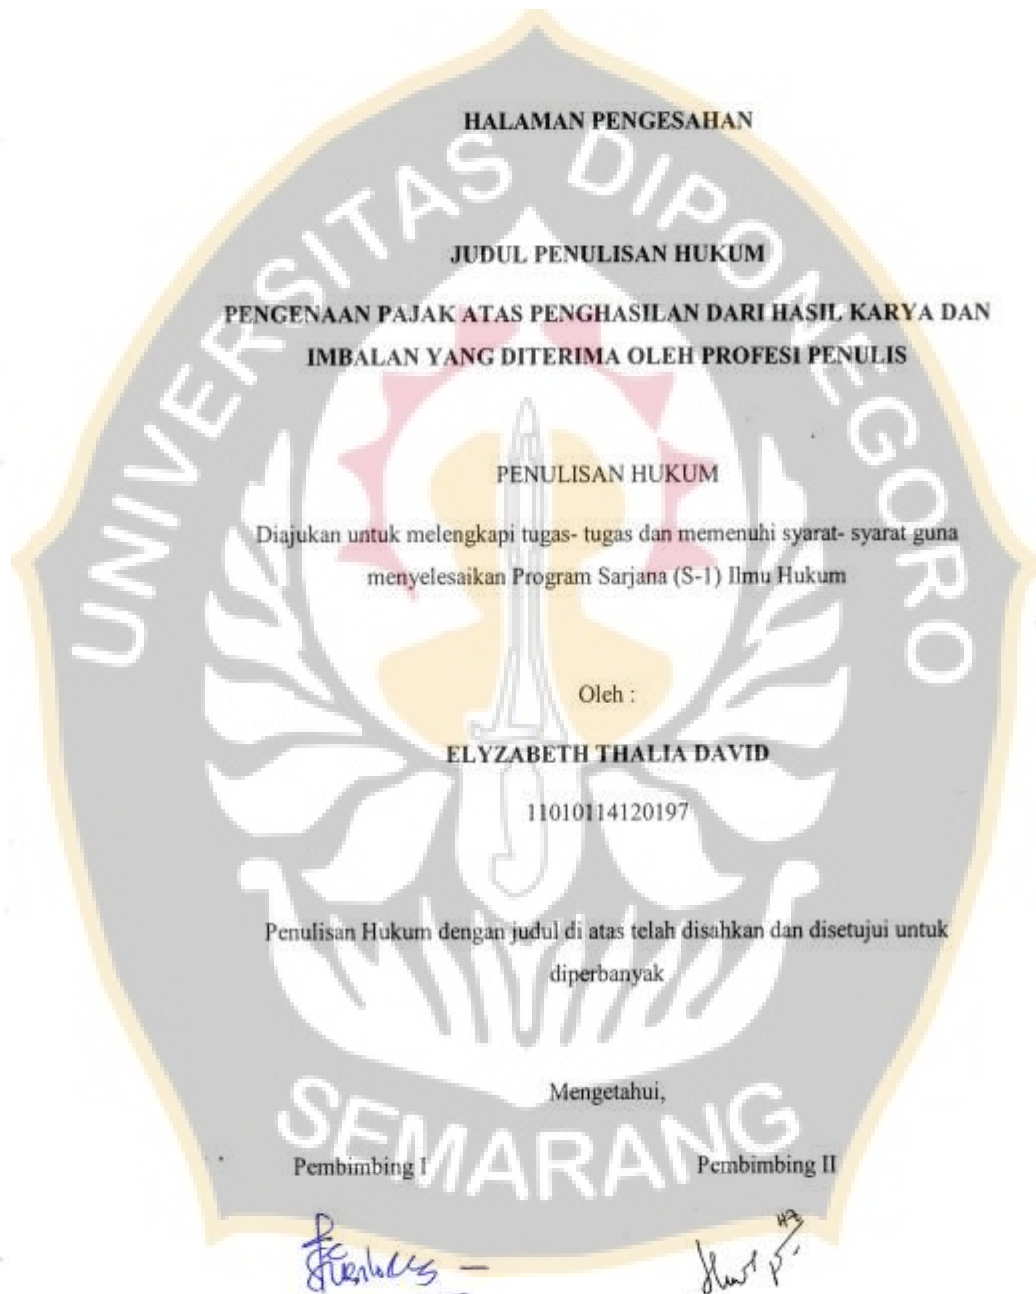 HALAMAN PENGESAHAN
JUDUL PENULISAN HUKUM
PENGENAAN PAJAK ATAS PENGHASILAN DARI HASIL KARYA DAN
IMBALAN YANG DITERIMA OLEH PROFESI PENULIS
PENULISAN HUKUM
Diajukan untuk melengkapi tugas- tugas dan memenuhi syarat- syarat guna
menyelesaikan Program Sarjana (S-1) Ilmu Hukum
Oleh :
ELYZABETH THALIA DAVID
11010114120197
Penulisan Hukum dengan judul di atas telah disahkan dan disetujui untuk
diperbanyak
Mengetahui,
Pembimbing I Pembimbing II
UNIVERSITAS DIPONEGORO
SEMARANG